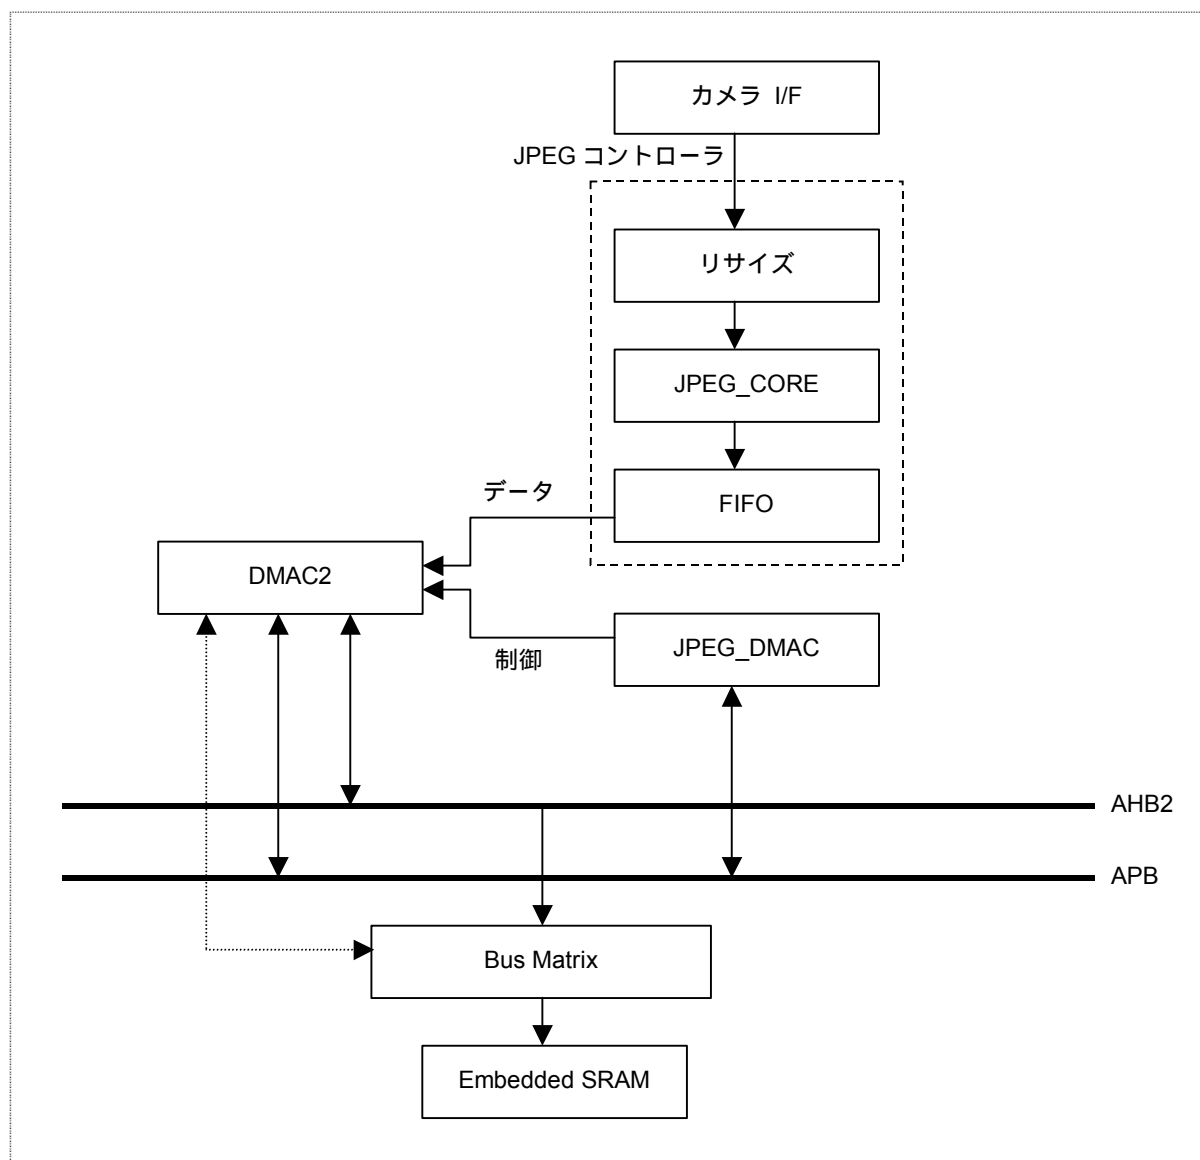 カメラ I/F
JPEG コントローラ
リサイズ
JPEG_CORE
データ
FIFO
DMAC2
制御
JPEG_DMAC
AHB2
APB
Bus Matrix
Embedded SRAM